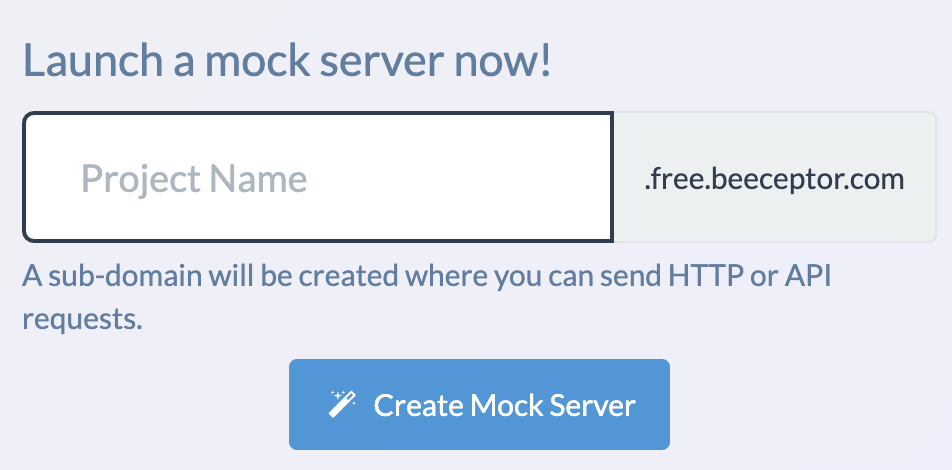 Launch a mock server now!
Project Name
.free.beeceptor.com
A sub-domain will be created where you can send HTTP or API
requests.
Create Mock Server